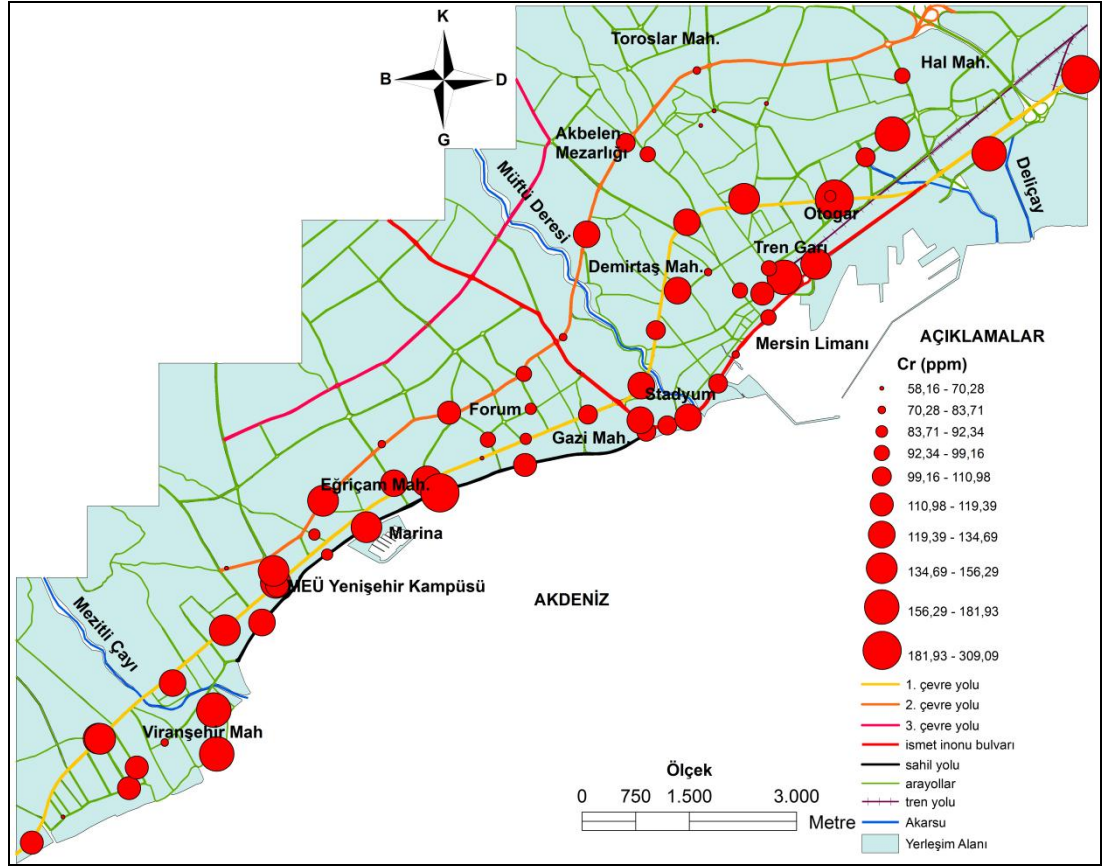 K
B
D
G
Toroslar Mah.
Hal Mah.
Akbelen
Mezarlığı
Müftü Deresi
Deliçay
Otogar
Tren Garı
Demirtaş Mah.
Mersin Limanı
Stadyum
Forum
Gazi Mah.
Eğriçam Mah.
Marina
MEÜ Yenişehir Kampüsü
AKDENİZ
Mezitli Çayı
Viranşehir Mah
AÇIKLAMALAR
Cr (ppm)
58,16 - 70,28
70,28 - 83,71
83,71 - 92,34
92,34 - 99,16
99,16 - 110,98
110,98 - 119,39
119,39 - 134,69
134,69 - 156,29
156,29 - 181,93
181,93 - 309,09
1. çevre yolu
2. çevre yolu
3. çevre yolu
ismet inonu bulvarı
sahil yolu
arayollar
tren yolu
Akarsu
Yerleşim Alanı
Ölçek
0 750 1.500 3.000
Metre